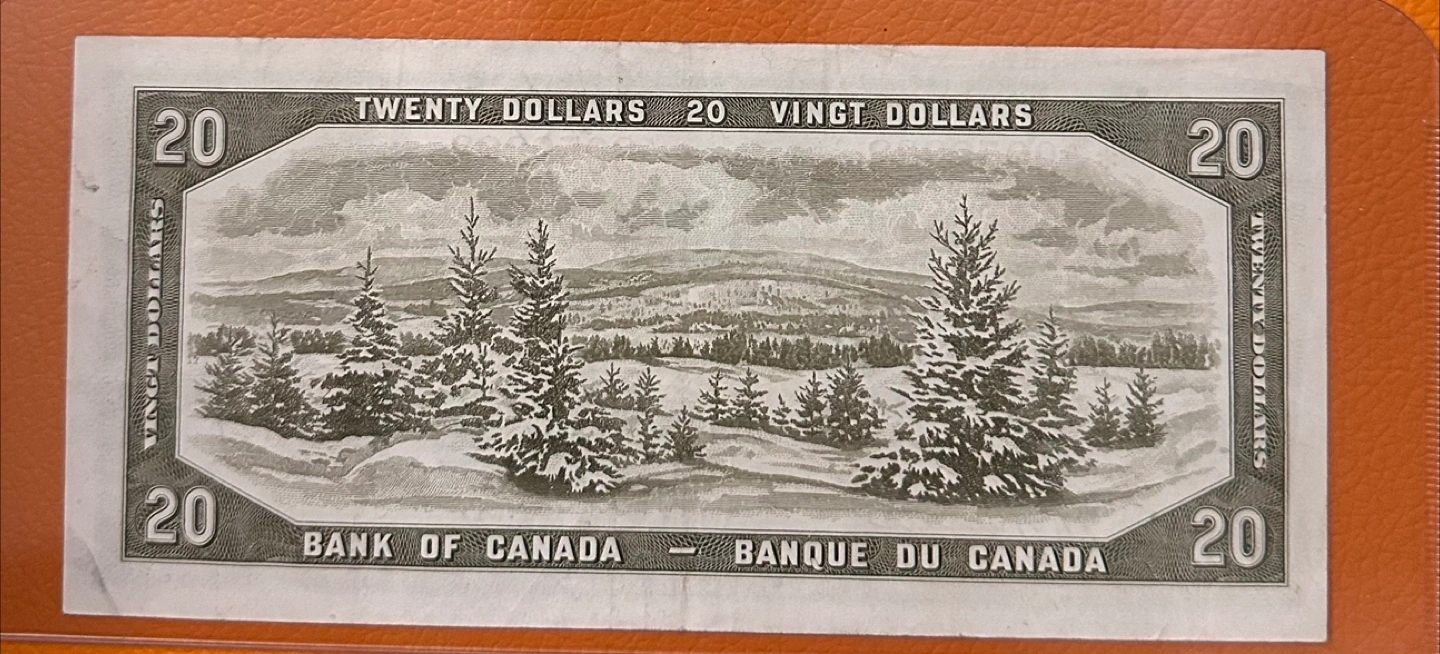 TWENTY DOLLARS 20 VINGT DOLLARS
20
20
VINGT DOLLARS
TWENTY DOLLARS
20
20
BANK OF CANADA — BANQUE DU CANADA